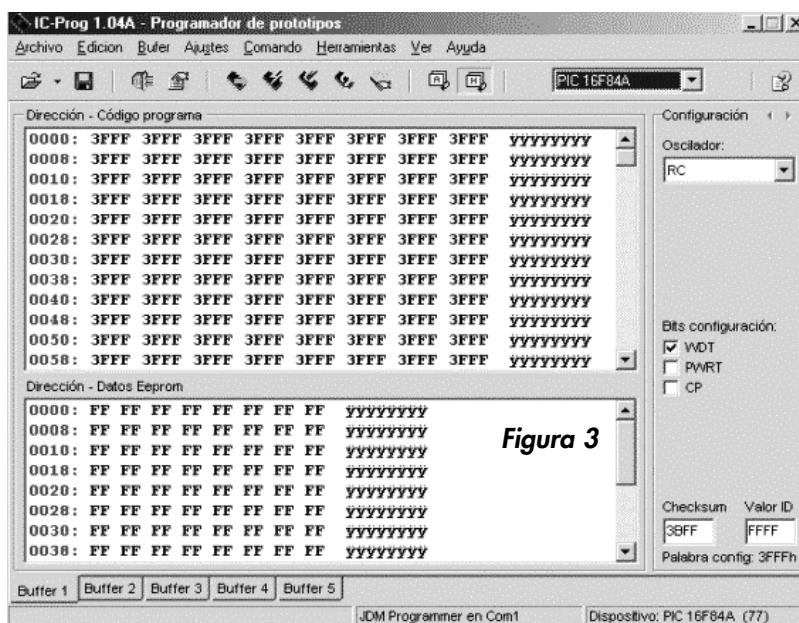 IC-Prog 1.04A - Programador de prototipos
Archivo Edicion Bufer Ajustes Comando Herramientas Ver Ayuda
PIC 16F84A
Dirección - Código programa
0000: 3FFF 3FFF 3FFF 3FFF 3FFF 3FFF 3FFF 3FFF ÿÿÿÿÿÿÿÿ
0008: 3FFF 3FFF 3FFF 3FFF 3FFF 3FFF 3FFF 3FFF ÿÿÿÿÿÿÿÿ
0010: 3FFF 3FFF 3FFF 3FFF 3FFF 3FFF 3FFF 3FFF ÿÿÿÿÿÿÿÿ
0018: 3FFF 3FFF 3FFF 3FFF 3FFF 3FFF 3FFF 3FFF ÿÿÿÿÿÿÿÿ
0020: 3FFF 3FFF 3FFF 3FFF 3FFF 3FFF 3FFF 3FFF ÿÿÿÿÿÿÿÿ
0028: 3FFF 3FFF 3FFF 3FFF 3FFF 3FFF 3FFF 3FFF ÿÿÿÿÿÿÿÿ
0030: 3FFF 3FFF 3FFF 3FFF 3FFF 3FFF 3FFF 3FFF ÿÿÿÿÿÿÿÿ
0038: 3FFF 3FFF 3FFF 3FFF 3FFF 3FFF 3FFF 3FFF ÿÿÿÿÿÿÿÿ
0040: 3FFF 3FFF 3FFF 3FFF 3FFF 3FFF 3FFF 3FFF ÿÿÿÿÿÿÿÿ
0048: 3FFF 3FFF 3FFF 3FFF 3FFF 3FFF 3FFF 3FFF ÿÿÿÿÿÿÿÿ
0050: 3FFF 3FFF 3FFF 3FFF 3FFF 3FFF 3FFF 3FFF ÿÿÿÿÿÿÿÿ
0058: 3FFF 3FFF 3FFF 3FFF 3FFF 3FFF 3FFF 3FFF ÿÿÿÿÿÿÿÿ
Dirección - Datos Eeprom
0000: FF FF FF FF FF FF FF FF ÿÿÿÿÿÿÿÿ
0008: FF FF FF FF FF FF FF FF ÿÿÿÿÿÿÿÿ
0010: FF FF FF FF FF FF FF FF ÿÿÿÿÿÿÿÿ
0018: FF FF FF FF FF FF FF FF ÿÿÿÿÿÿÿÿ
0020: FF FF FF FF FF FF FF FF ÿÿÿÿÿÿÿÿ
0028: FF FF FF FF FF FF FF FF ÿÿÿÿÿÿÿÿ
0030: FF FF FF FF FF FF FF FF ÿÿÿÿÿÿÿÿ
0038: FF FF FF FF FF FF FF FF ÿÿÿÿÿÿÿÿ
Figura 3
Configuración
Oscilador:
RC
Bits configuración:
WDT
PWRT
CP
Checksum Valor ID
3BFF FFFF
Palabra config: 3FFFh
Buffer 1 Buffer 2 Buffer 3 Buffer 4 Buffer 5
JDM Programmer en Com1 Dispositivo: PIC 16F84A (77)